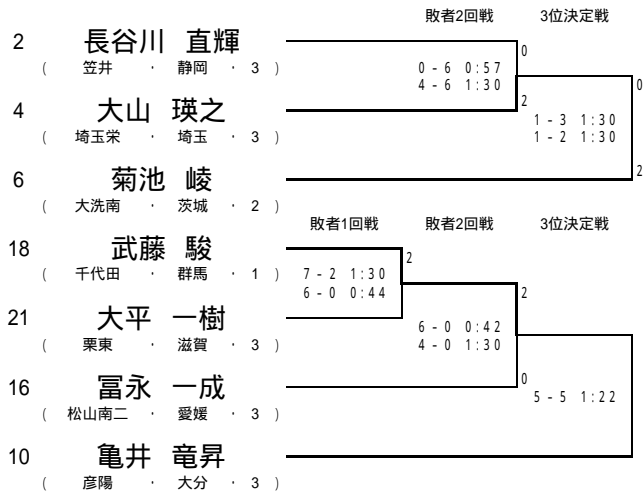 敗者2回戦 3位決定戦
2 長谷川 直輝
( 笠井 ・ 静岡 ・ 3 )
0
0 - 6 0:57
4 - 6 1:30
0
4 大山 瑛之
( 埼玉栄 ・ 埼玉 ・ 3 )
2
1 - 3 1:30
1 - 2 1:30
6 菊池 崚
( 大洗南 ・ 茨城 ・ 2 )
2
敗者1回戦 敗者2回戦 3位決定戦
18 武藤 駿
( 千代田 ・ 群馬 ・ 1 )
2
7 - 2 1:30
6 - 0 0:44
2
21 大平 一樹
( 栗東 ・ 滋賀 ・ 3 )
6 - 0 0:42
4 - 0 1:30
16 冨永 一成
( 松山南二 ・ 愛媛 ・ 3 )
0
5 - 5 1:22
10 亀井 竜昇
( 彦陽 ・ 大分 ・ 3 )